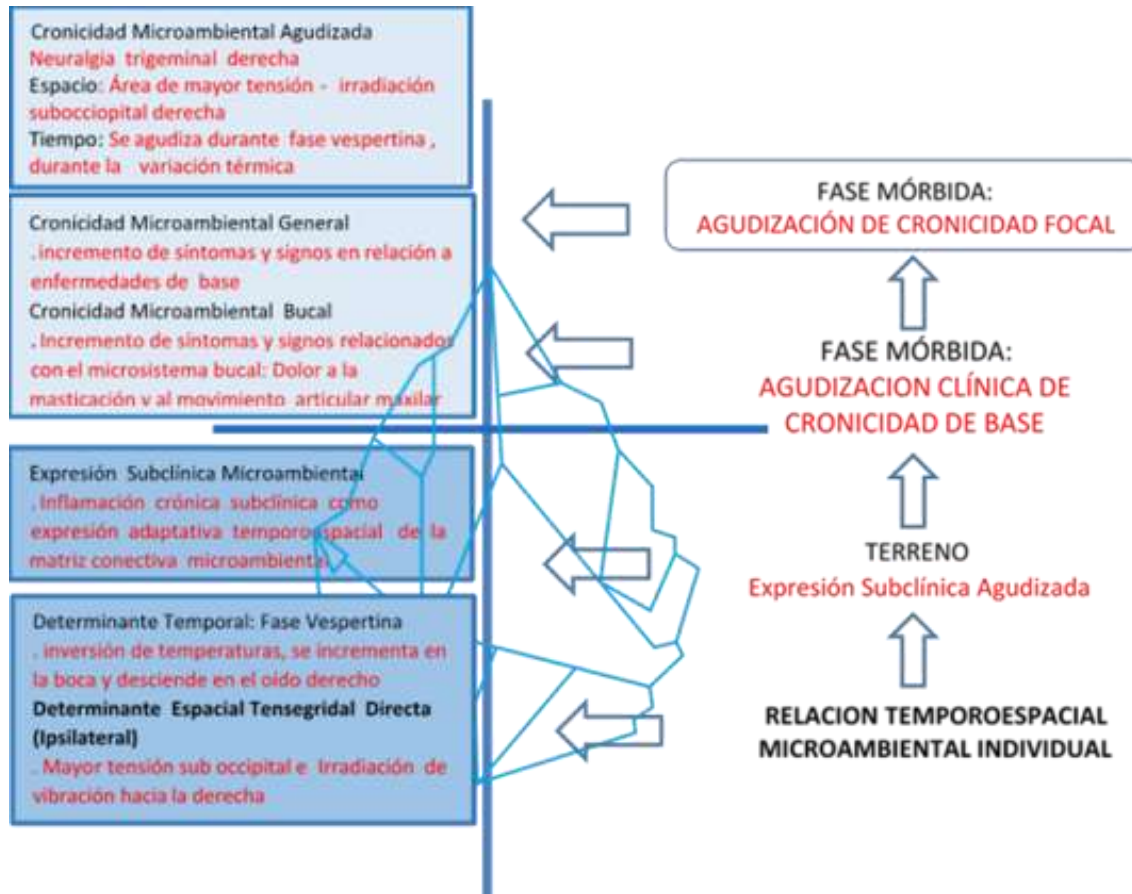 Cronicidad Microambiental Agudizada
Neuralgia trigeminal derecha
Espacio: Área de mayor tensión - irradiación
subocciopital derecha
Tiempo: Se agudiza durante fase vespertina ,
durante la variación térmica
Cronicidad Microambiental General
. incremento de síntomas y signos en relación a
enfermedades de base
Cronicidad Microambiental Bucal
. Incremento de síntomas y signos relacionados
con el microsistema bucal: Dolor a la
masticación y al movimiento articular maxilar
Expresión Subclínica Microambiental
. Inflamación crónica subclínica como
expresión adaptativa temporoespacial de la
matriz conectiva microambiental
Determinante Temporal: Fase Vespertina
. inversión de temperaturas, se incrementa en
la boca y desciende en el oído derecho
Determinante Espacial Tensegridal Directa
(Ipsilateral)
. Mayor tensión sub occipital e Irradiación de
vibración hacia la derecha
FASE MÓRBIDA:
AGUDIZACIÓN DE CRONICIDAD FOCAL
FASE MÓRBIDA:
AGUDIZACION CLÍNICA DE
CRONICIDAD DE BASE
TERRENO
Expresión Subclínica Agudizada
RELACION TEMPOROESPACIAL
MICROAMBIENTAL INDIVIDUAL